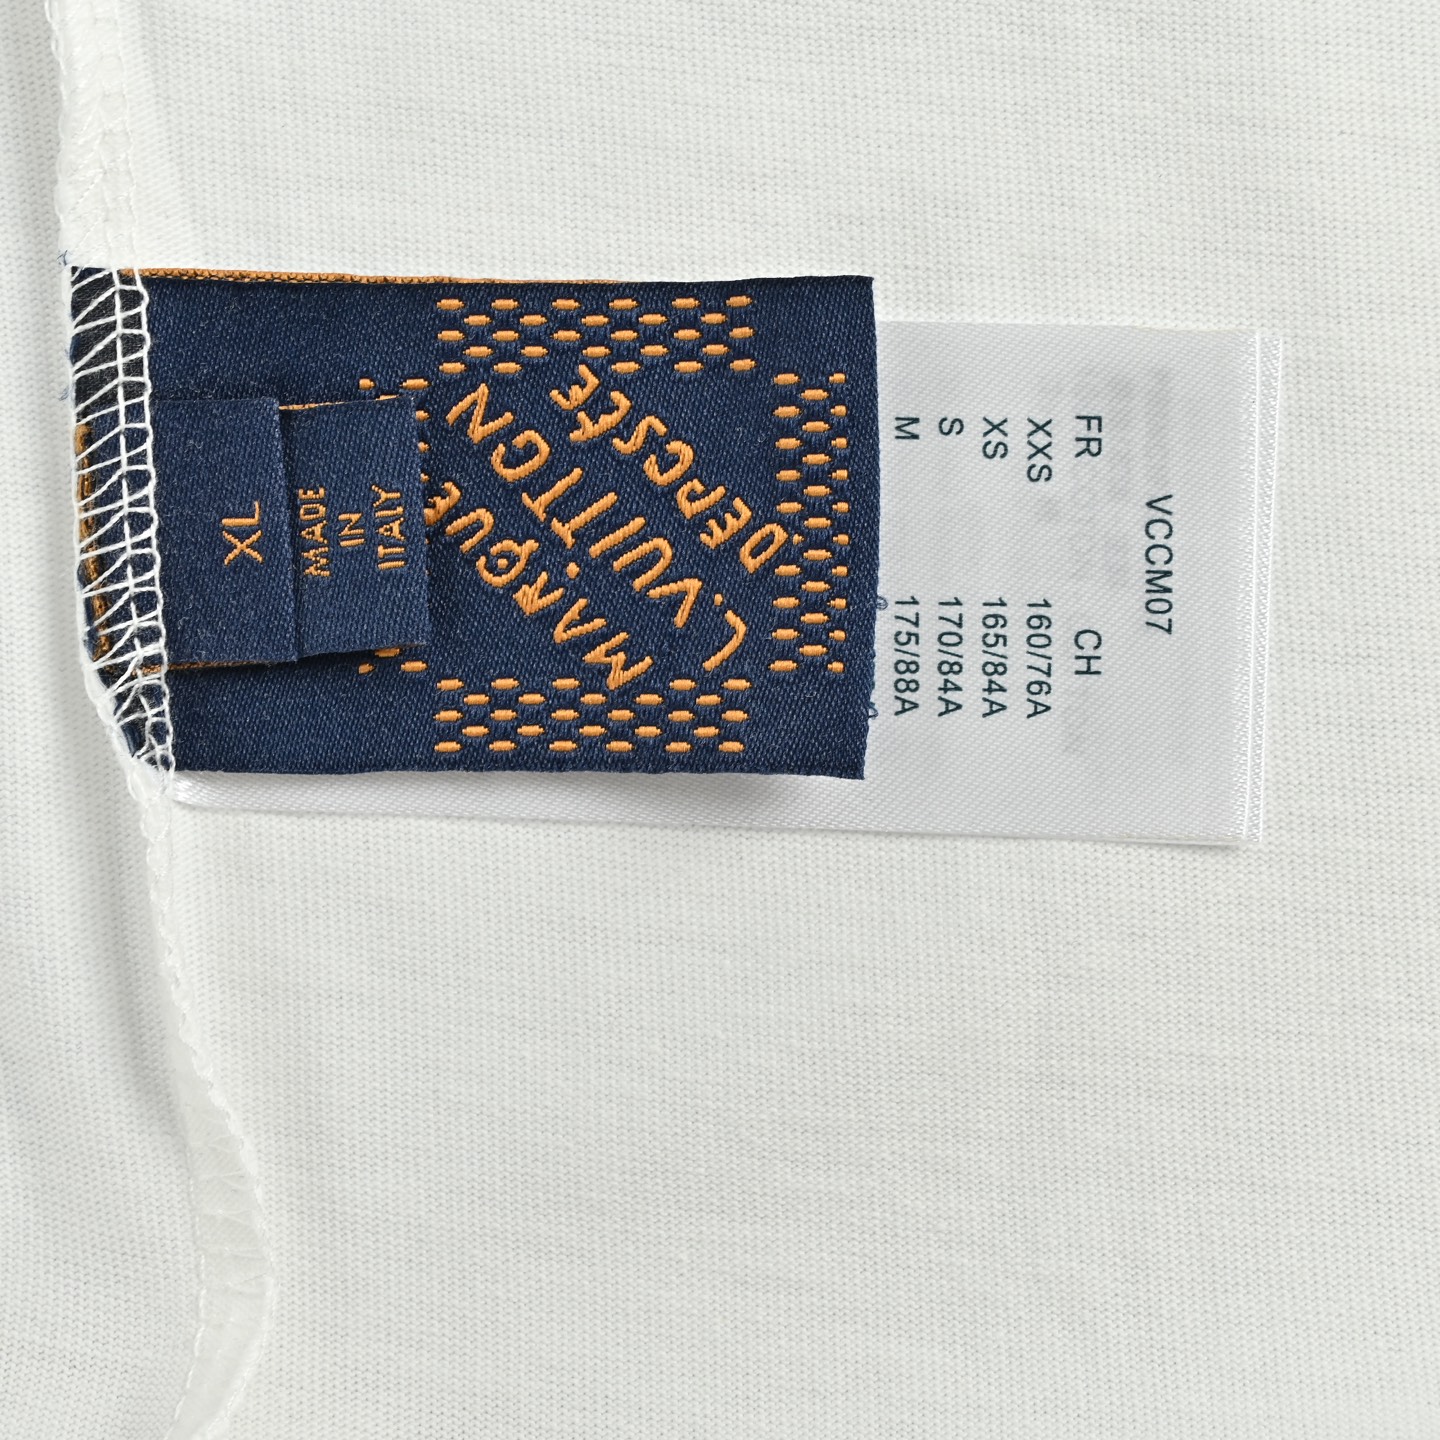 XL
MADE
IN
ITALY
MARQUE
L.VUITTON
DEPOSÉE
VCCM07
FR CH
XXS 160/76A
XS 165/84A
S 170/84A
M 175/88A